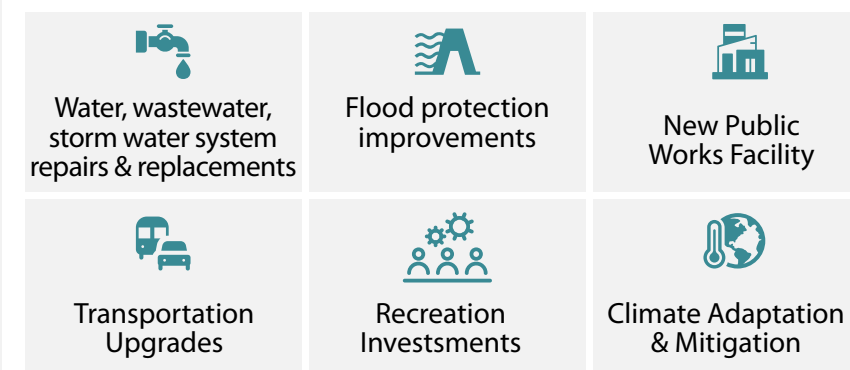 Water, wastewater,
storm water system
repairs & replacements
Flood protection
improvements
New Public
Works Facility
Transportation
Upgrades
Recreation
Investsments
Climate Adaptation
& Mitigation